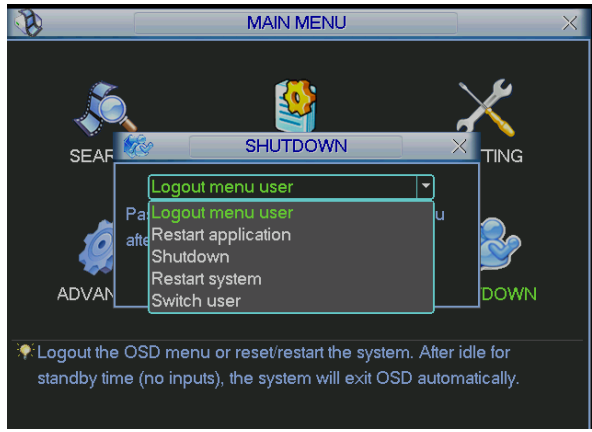 MAIN MENU
SHUTDOWN
SEAR
TING
Logout menu user
Pa
u
Logout menu user
afte
Restart application
Shutdown
Restart system
Switch user
ADVAN
DOWN
Logout the OSD menu or reset/restart the system. After idle for
standby time (no inputs), the system will exit OSD automatically.